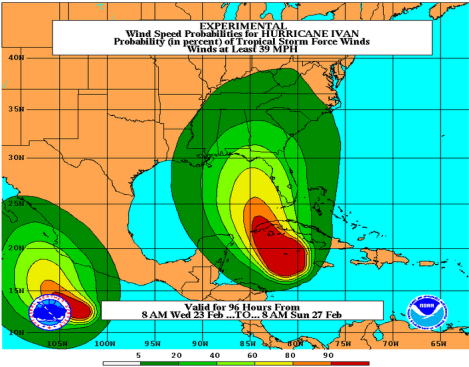 EXPERIMENTAL
Wind Speed Probabilities for HURRICANE IVAN
Probability (in percent) of Tropical Storm Force Winds
Winds at Least 39 MPH
40N
35N
30N
25N
20N
15N
10N
Valid for 96 Hours From
8 AM Wed 23 Feb ...TO... 8 AM Sun 27 Feb
NOAA
105W 100W 95W 90W 85W 80W 75W 70W 65W
5 20 40 60 80 90